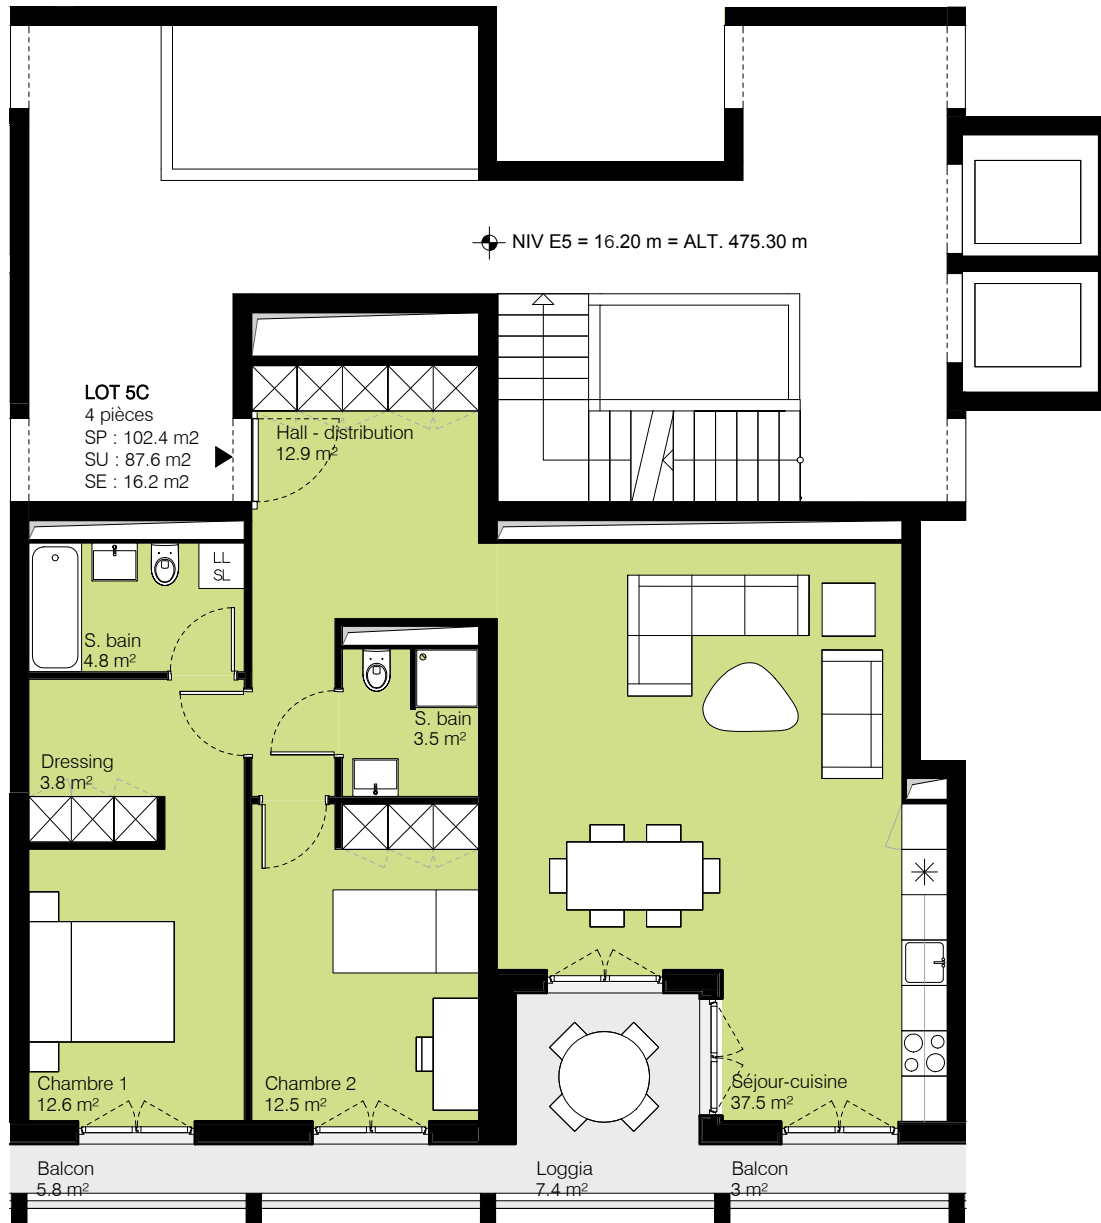 NIV E5 = 16.20 m = ALT. 475.30 m
LOT 5C
4 pièces
SP : 102.4 m2
SU : 87.6 m2
SE : 16.2 m2
Hall - distribution
12.9 m²
LL
SL
S. bain
4.8 m²
S. bain
3.5 m²
Dressing
3.8 m²
Chambre 1
12.6 m²
Chambre 2
12.5 m²
Séjour-cuisine
37.5 m²
Balcon
5.8 m²
Loggia
7.4 m²
Balcon
3 m²